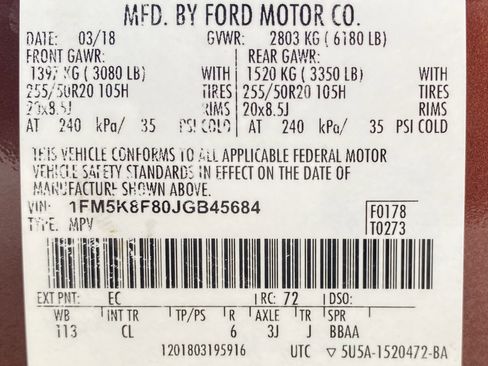 MFD. BY FORD MOTOR CO.
DATE: 03/18 GVWR: 2803 KG ( 6180 LB)
FRONT GAWR: REAR GAWR:
1397 KG ( 3080 LB) WITH 1520 KG ( 3350 LB) WITH
255/50R20 105H TIRES 255/50R20 105H TIRES
20x8.5J RIMS 20x8.5J RIMS
AT 240 kPa/ 35 PSI COLD AT 240 kPa/ 35 PSI COLD
THIS VEHICLE CONFORMS TO ALL APPLICABLE FEDERAL MOTOR
VEHICLE SAFETY STANDARDS IN EFFECT ON THE DATE OF
MANUFACTURE SHOWN ABOVE.
VIN: 1FM5K8F80JGB45684 F0178
TYPE: MPV T0273
EXT PNT: EC RC: 72 DSO:
WB INT TR TP/PS R AXLE TR SPR
113 CL 6 3J J BBAA
1201803195916 UTC ▽ 5U5A-1520472-BA